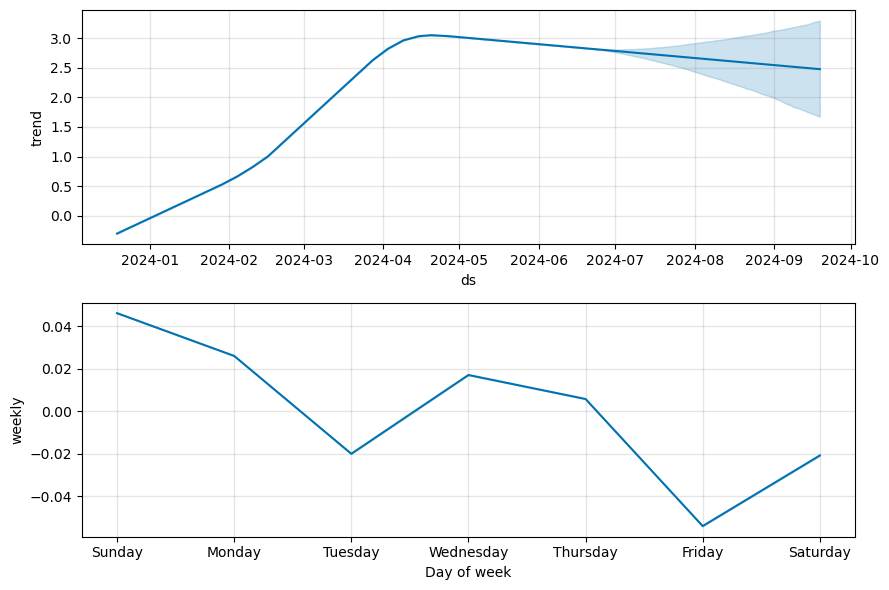 3.0
2.5
2.0
1.5
1.0
0.5
0.0
trend
2024-01 2024-02 2024-03 2024-04 2024-05 2024-06 2024-07 2024-08 2024-09 2024-10
ds
0.04
0.02
0.00
−0.02
−0.04
weekly
Sunday Monday Tuesday Wednesday Thursday Friday Saturday
Day of week